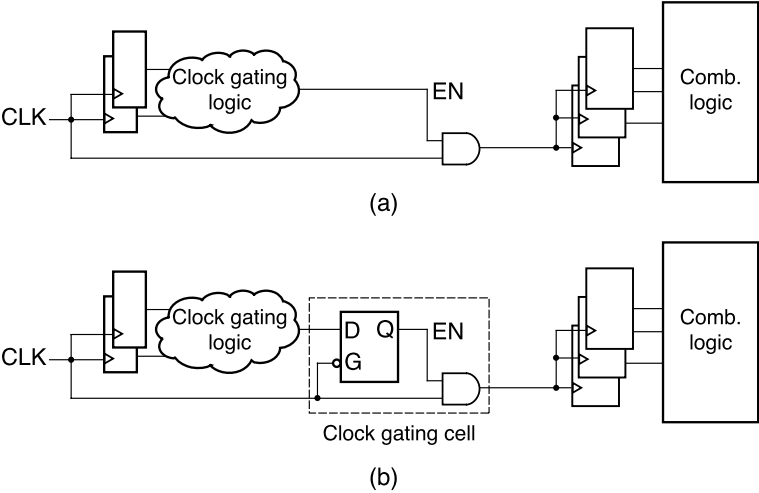 Clock gating
logic
EN
Comb.
logic
CLK
(a)
Clock gating
logic
D Q
G
EN
Comb.
logic
CLK
Clock gating cell
(b)